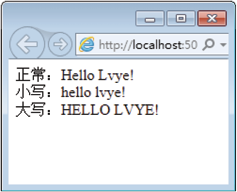 http://localhost:50
正常：Hello Lvye!
小写：hello lvye!
大写：HELLO LVYE!